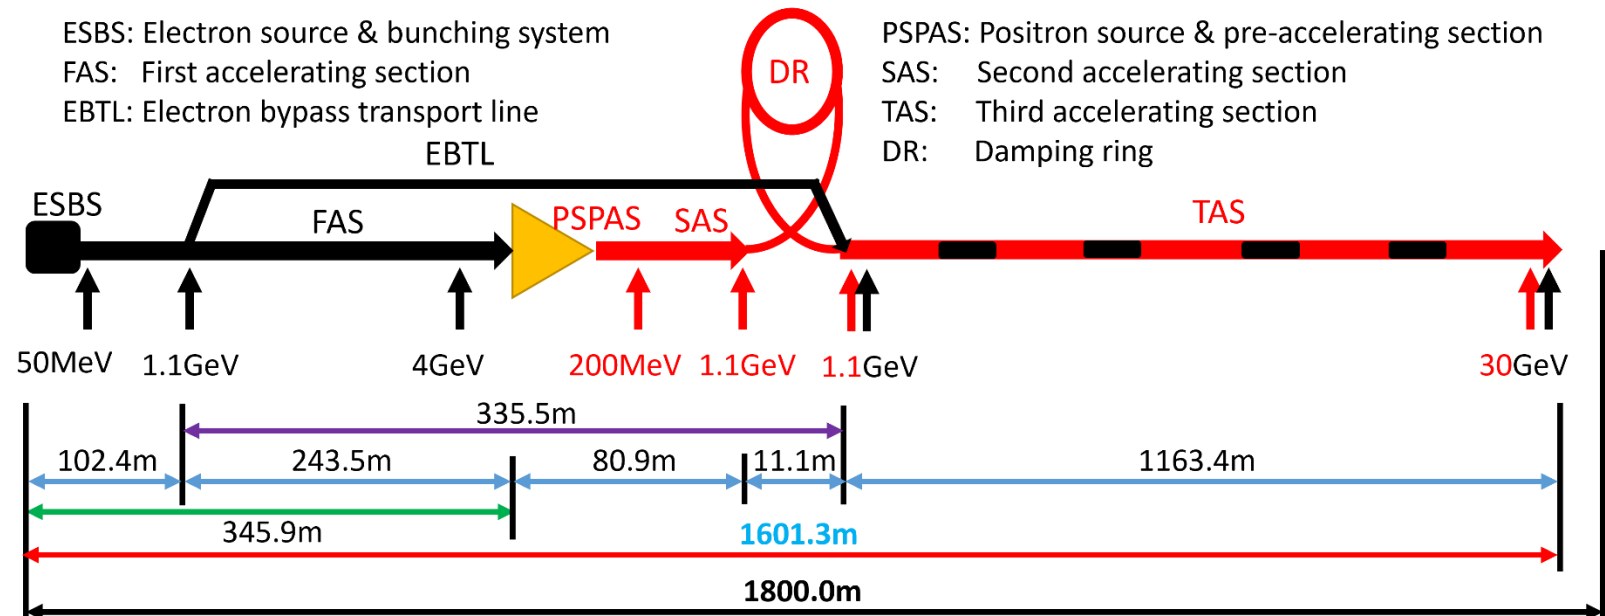 ESBS: Electron source & bunching system
FAS: First accelerating section
EBTL: Electron bypass transport line
PSPAS: Positron source & pre-accelerating section
SAS: Second accelerating section
TAS: Third accelerating section
DR: Damping ring
DR
EBTL
ESBS
FAS
PSPAS
SAS
TAS
50MeV
1.1GeV
4GeV
200MeV
1.1GeV
1.1GeV
30GeV
335.5m
102.4m
243.5m
80.9m
11.1m
1163.4m
345.9m
1601.3m
1800.0m